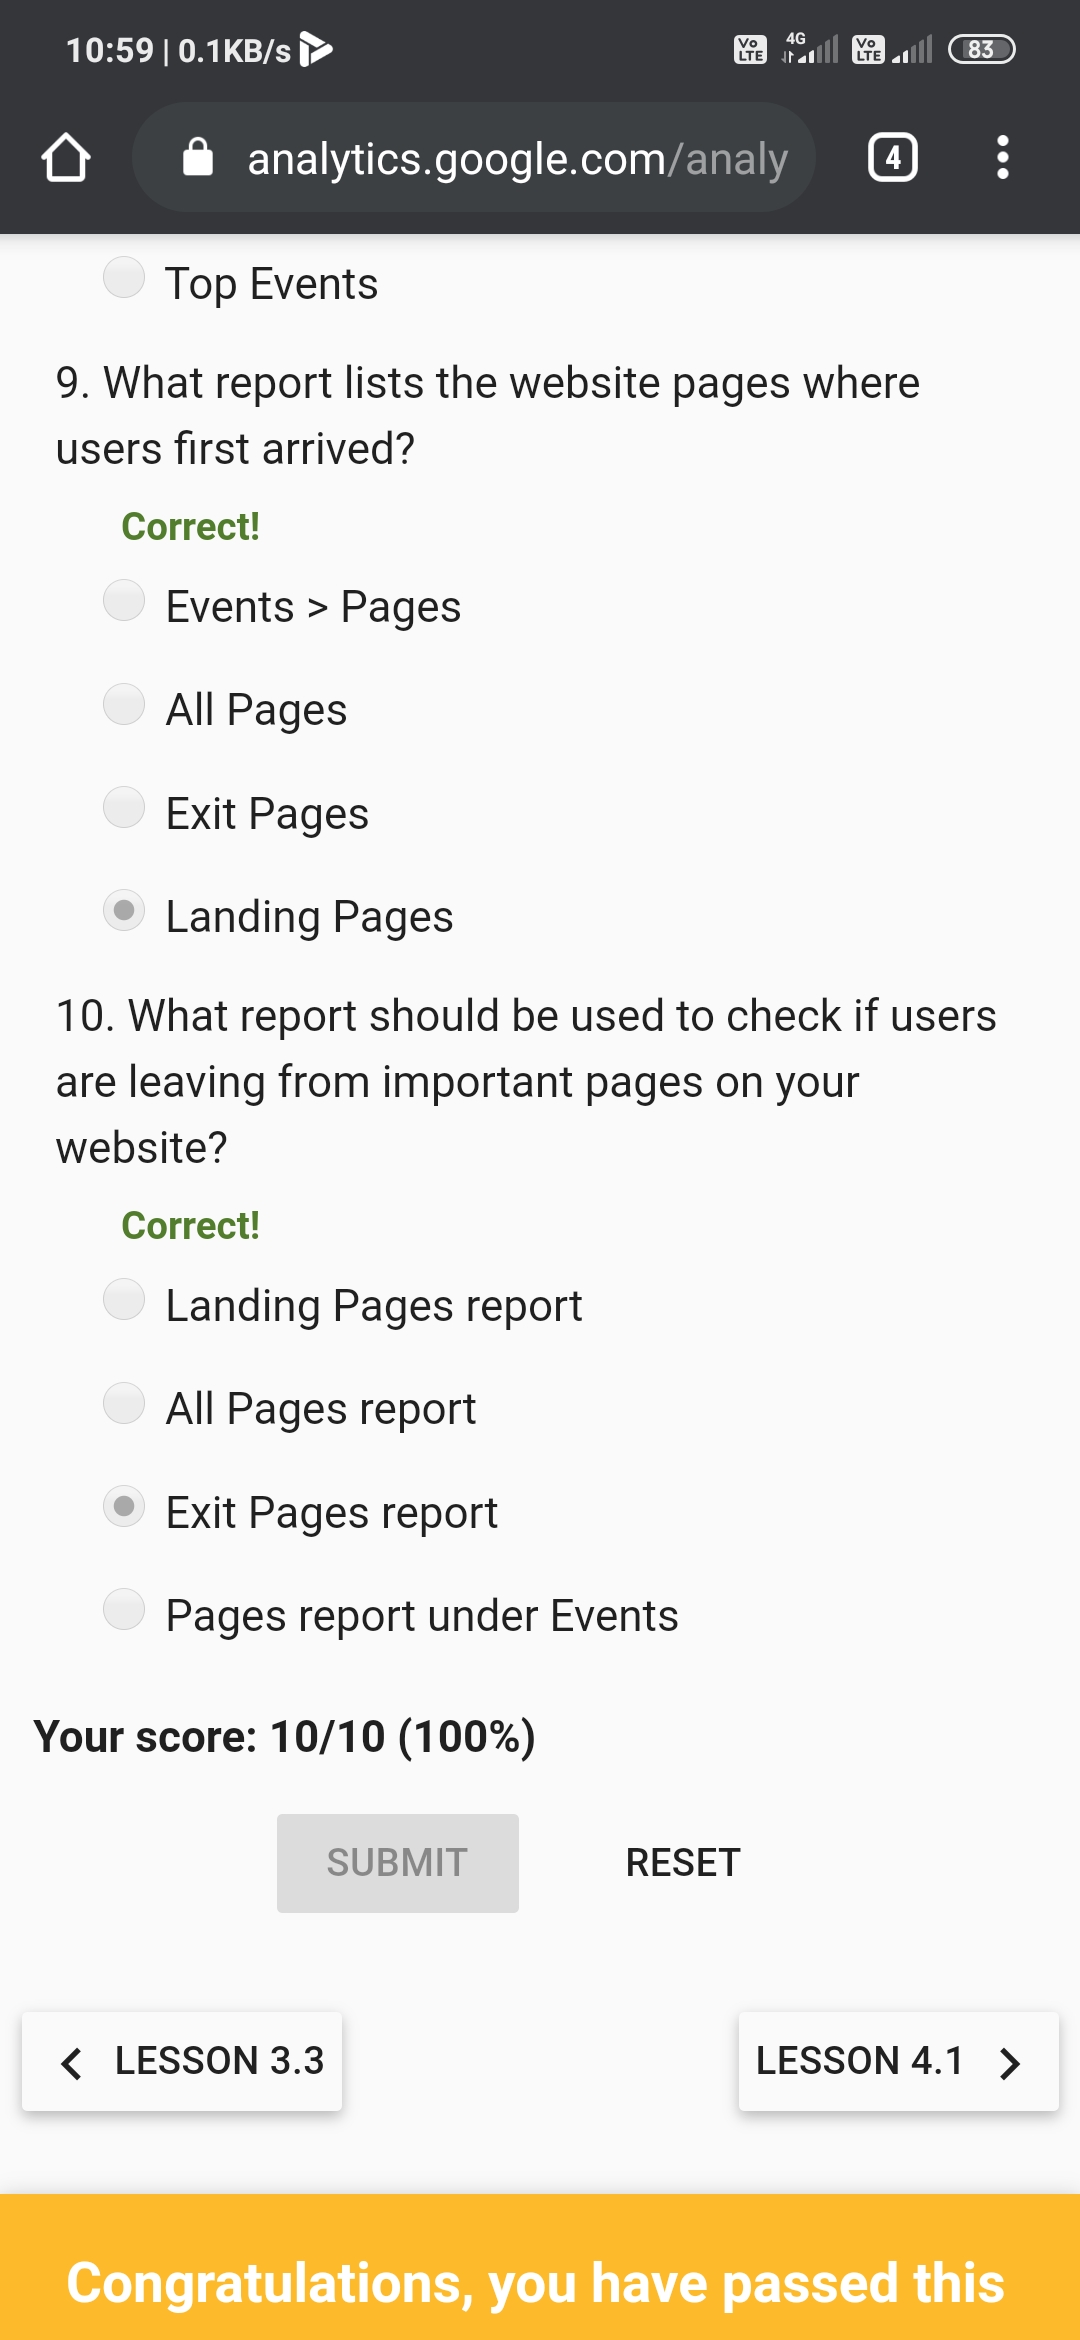 10:59 | 0.1KB/s
Vo LTE 4G Vo LTE 83
analytics.google.com/analy
4
Top Events
9. What report lists the website pages where
users first arrived?
Correct!
Events > Pages
All Pages
Exit Pages
Landing Pages
10. What report should be used to check if users
are leaving from important pages on your
website?
Correct!
Landing Pages report
All Pages report
Exit Pages report
Pages report under Events
Your score: 10/10 (100%)
SUBMIT RESET
LESSON 3.3 LESSON 4.1
Congratulations, you have passed this